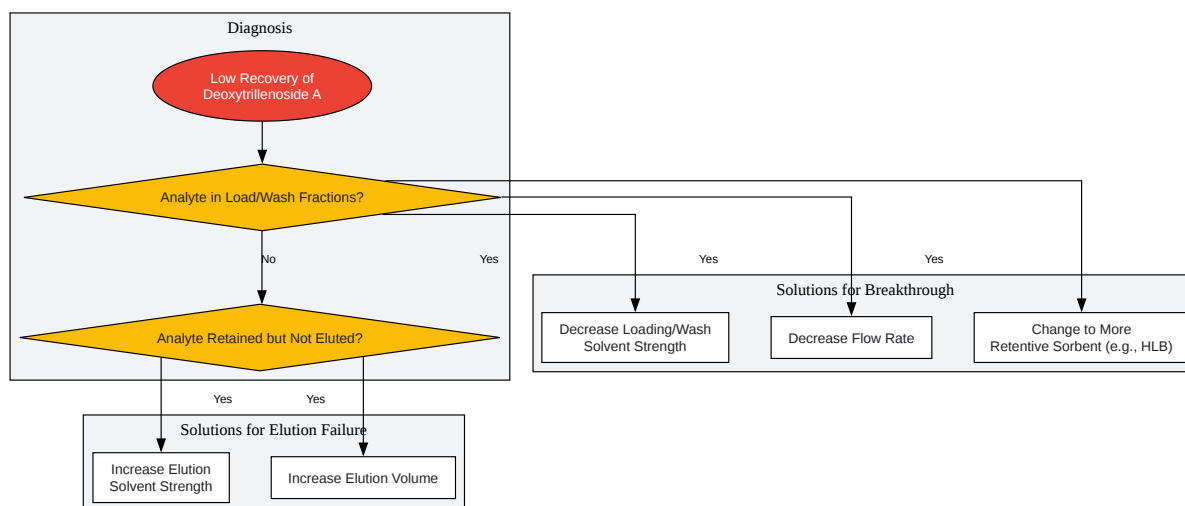 Diagnosis
Low Recovery of
Deoxytrillenoside A
Analyte in Load/Wash Fractions?
No
Yes
Yes
Yes
Solutions for Breakthrough
Decrease Loading/Wash
Solvent Strength
Decrease Flow Rate
Change to More
Retentive Sorbent (e.g., HLB)
Analyte Retained but Not Eluted?
Yes
Yes
Solutions for Elution Failure
Increase Elution
Solvent Strength
Increase Elution Volume